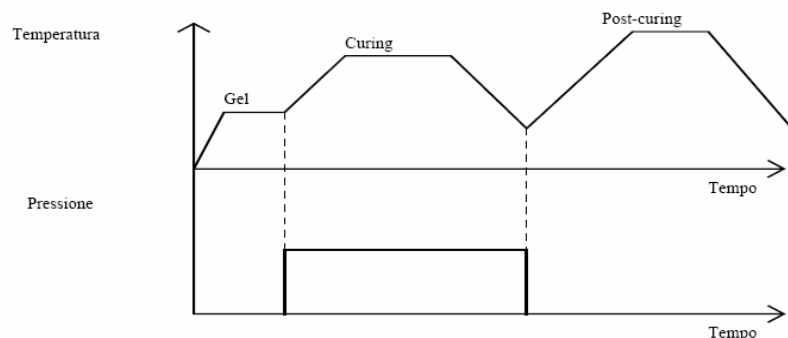 Post-curing
Temperatura
Curing
Gel
Tempo
Pressione
Tempo